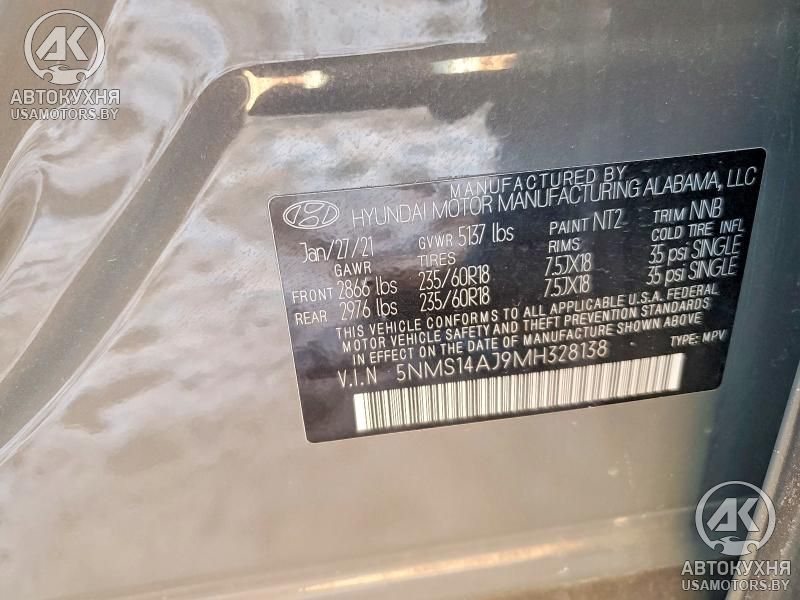 AK
АВТОКУХНЯ
USAMOTORS.BY
MANUFACTURED BY
HYUNDAI MOTOR MANUFACTURING ALABAMA, LLC
Jan/27/21 GVWR 5137 lbs PAINT NT2 TRIM NNB
GAWR TIRES RIMS COLD TIRE INFL
FRONT 2866 lbs 235/60R18 7.5JX18 35 psi SINGLE
REAR 2976 lbs 235/60R18 7.5JX18 35 psi SINGLE
THIS VEHICLE CONFORMS TO ALL APPLICABLE U.S.A. FEDERAL
MOTOR VEHICLE SAFETY AND THEFT PREVENTION STANDARDS
IN EFFECT ON THE DATE OF MANUFACTURE SHOWN ABOVE
V.I.N 5NMS14AJ9MH328138 TYPE: MPV
AK
АВТОКУХНЯ
USAMOTORS.BY